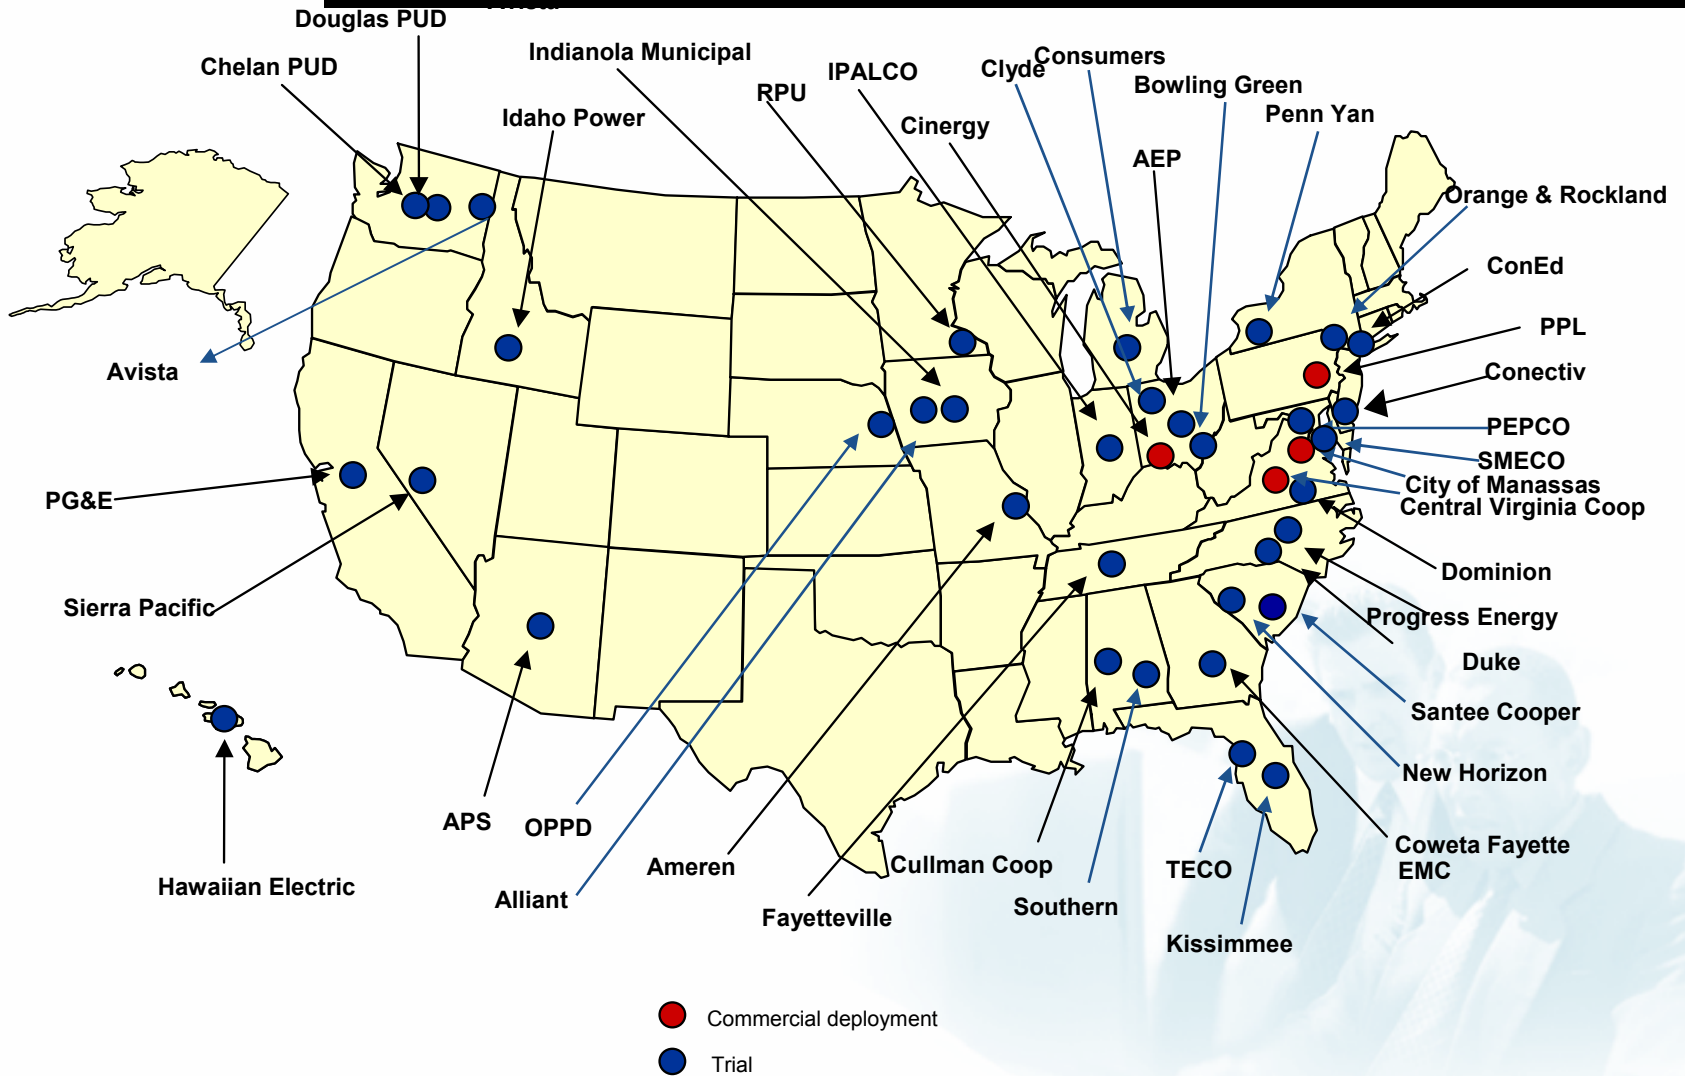 Douglas PUD
Chelan PUD
Indianola Municipal
Idaho Power
RPU
IPALCO
Cinergy
Clyde
Consumers
Bowling Green
Penn Yan
AEP
Orange & Rockland
ConEd
PPL
Conectiv
PEPCO
SMECO
City of Manassas
Central Virginia Coop
Dominion
Progress Energy
Duke
Santee Cooper
New Horizon
Coweta Fayette
EMC
Avista
PG&E
Sierra Pacific
Hawaiian Electric
APS
OPPD
Alliant
Ameren
Fayetteville
Cullman Coop
Southern
TECO
Kissimmee
Commercial deployment
Trial